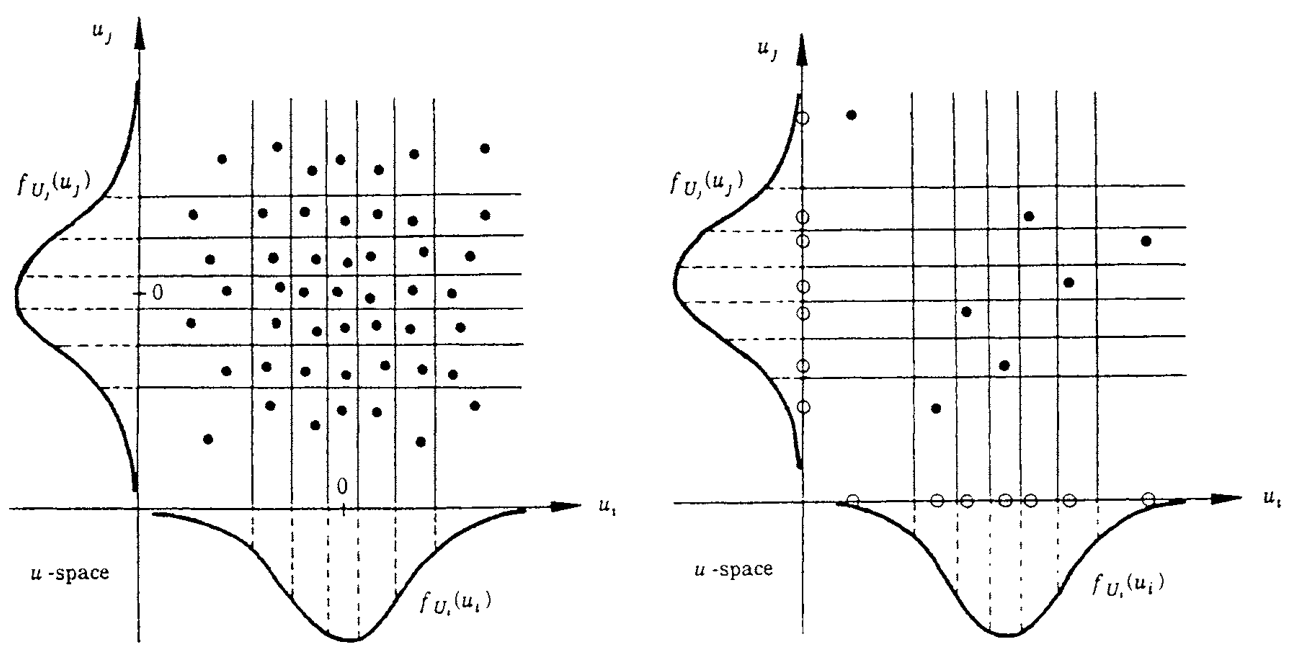 u_j
f_{U_j}(u_j)
0
0
u_i
u -space
f_{U_i}(u_i)
u_j
f_{U_j}(u_j)
u_i
u -space
f_{U_i}(u_i)